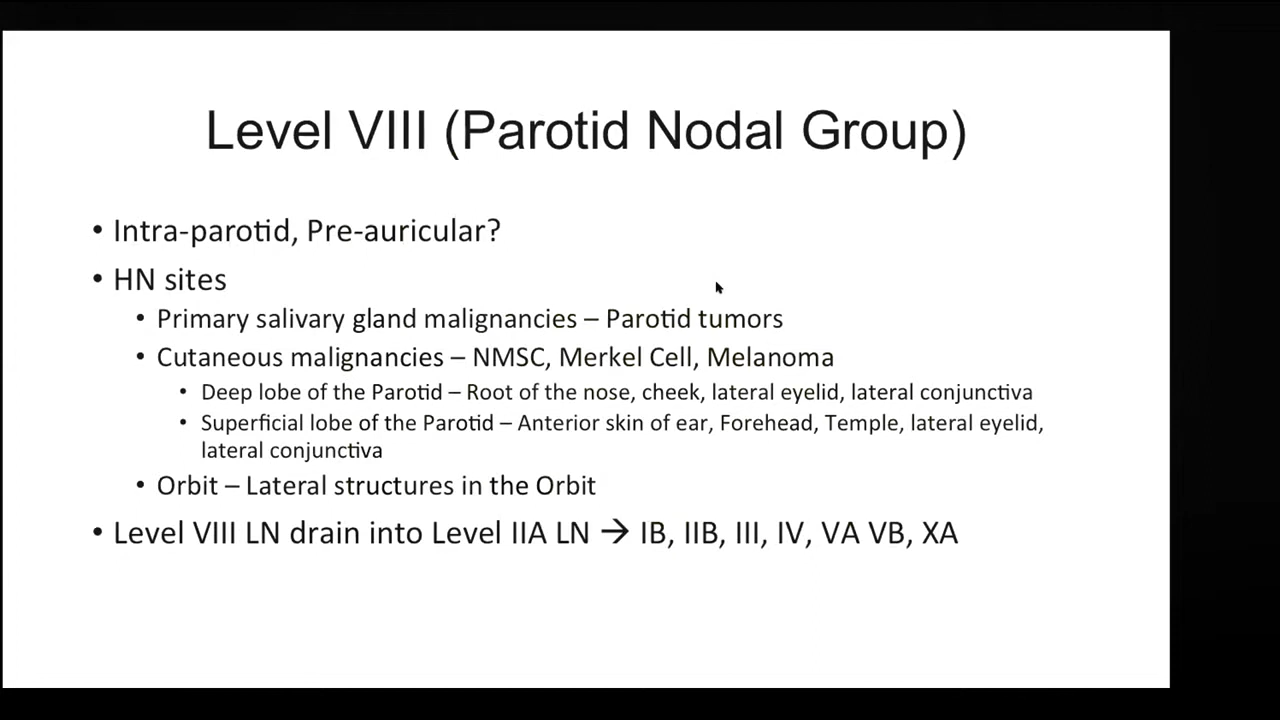 Level VIII (Parotid Nodal Group)
• Intra-parotid, Pre-auricular?
• HN sites
• Primary salivary gland malignancies – Parotid tumors
• Cutaneous malignancies – NMSC, Merkel Cell, Melanoma
• Deep lobe of the Parotid – Root of the nose, cheek, lateral eyelid, lateral conjunctiva
• Superficial lobe of the Parotid – Anterior skin of ear, Forehead, Temple, lateral eyelid,
lateral conjunctiva
• Orbit – Lateral structures in the Orbit
• Level VIII LN drain into Level IIA LN → IB, IIB, III, IV, VA VB, XA